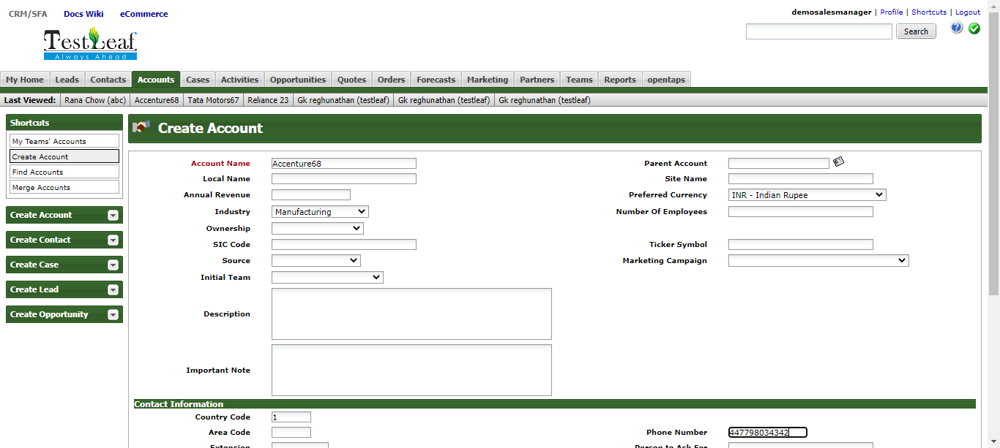 CRM/SFA Docs Wiki eCommerce
demosalesmanager | Profile | Shortcuts | Logout
TestLeaf
Always Ahead
Search
My Home Leads Contacts Accounts Cases Activities Opportunities Quotes Orders Forecasts Marketing Partners Teams Reports opentaps
Last Viewed: Rana Chow (abc) Accenture68 Tata Motors67 Reliance 23 Gk reghunathan (testleaf) Gk reghunathan (testleaf) Gk reghunathan (testleaf)
Shortcuts
My Teams' Accounts
Create Account
Find Accounts
Merge Accounts
Create Account
Create Contact
Create Case
Create Lead
Create Opportunity
Create Account
Account Name Accenture68 Parent Account
Local Name Site Name
Annual Revenue Preferred Currency INR - Indian Rupee
Industry Manufacturing Number Of Employees
Ownership
SIC Code Ticker Symbol
Source Marketing Campaign
Initial Team
Description
Important Note
Contact Information
Country Code 1
Area Code Phone Number 447798034342
Extension Person to Ask For